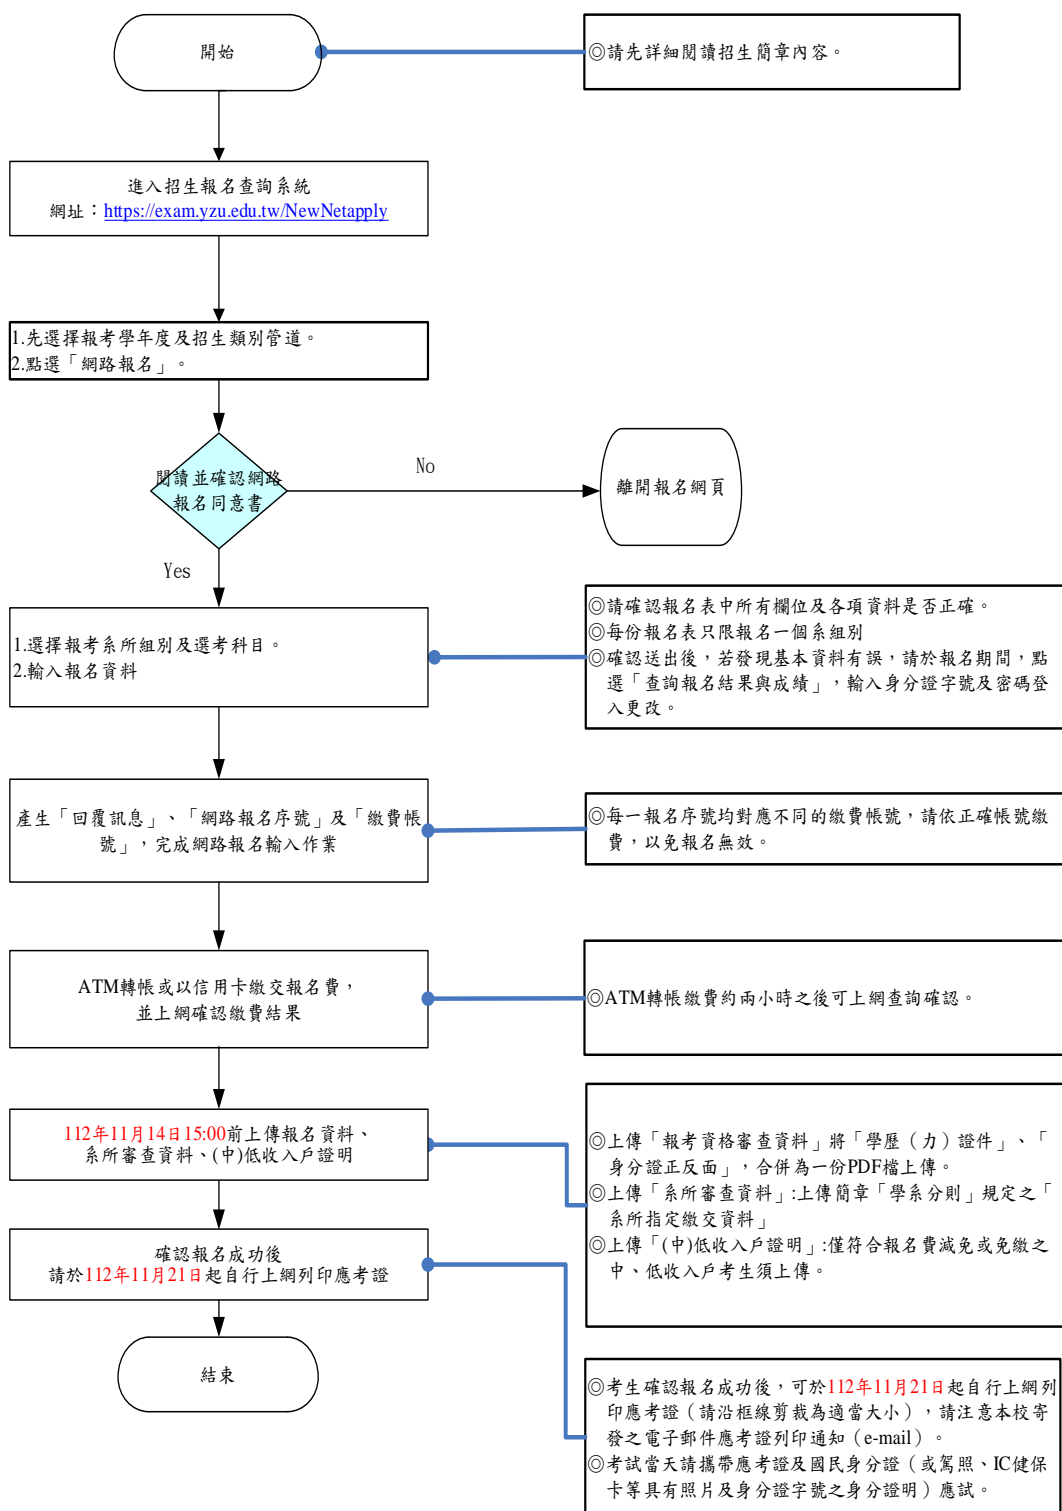 開始
◎請先詳細閱讀招生簡章內容。
進入招生報名查詢系統
網址：https://exam.yzu.edu.tw/NewNetapply
1.先選擇報考學年度及招生類別管道。
2.點選「網路報名」。
閱讀並確認網路
報名同意書
No
離開報名網頁
Yes
1.選擇報考系所組別及選考科目。
2.輸入報名資料
◎請確認報名表中所有欄位及各項資料是否正確。
◎每份報名表只限報名一個系組別
◎確認送出後，若發現基本資料有誤，請於報名期間，點
選「查詢報名結果與成績」，輸入身分證字號及密碼登
入更改。
產生「回覆訊息」、「網路報名序號」及「繳費帳
號」，完成網路報名輸入作業
◎每一報名序號均對應不同的繳費帳號，請依正確帳號繳
費，以免報名無效。
ATM轉帳或以信用卡繳交報名費，
並上網確認繳費結果
◎ATM轉帳繳費約兩小時之後可上網查詢確認。
112年11月14日15:00前上傳報名資料、
系所審查資料、(中)低收入戶證明
◎上傳「報考資格審查資料」將「學歷（力）證件」、「
身分證正反面」，合併為一份PDF檔上傳。
◎上傳「系所審查資料」:上傳簡章「學系分則」規定之「
系所指定繳交資料」
◎上傳「(中)低收入戶證明」:僅符合報名費減免或免繳之
中、低收入戶考生須上傳。
確認報名成功後
請於112年11月21日起自行上網列印應考證
結束
◎考生確認報名成功後，可於112年11月21日起自行上網列
印應考證（請沿框線剪裁為適當大小），請注意本校寄
發之電子郵件應考證列印通知（e-mail）。
◎考試當天請攜帶應考證及國民身分證（或駕照、IC健保
卡等具有照片及身分證字號之身分證明）應試。